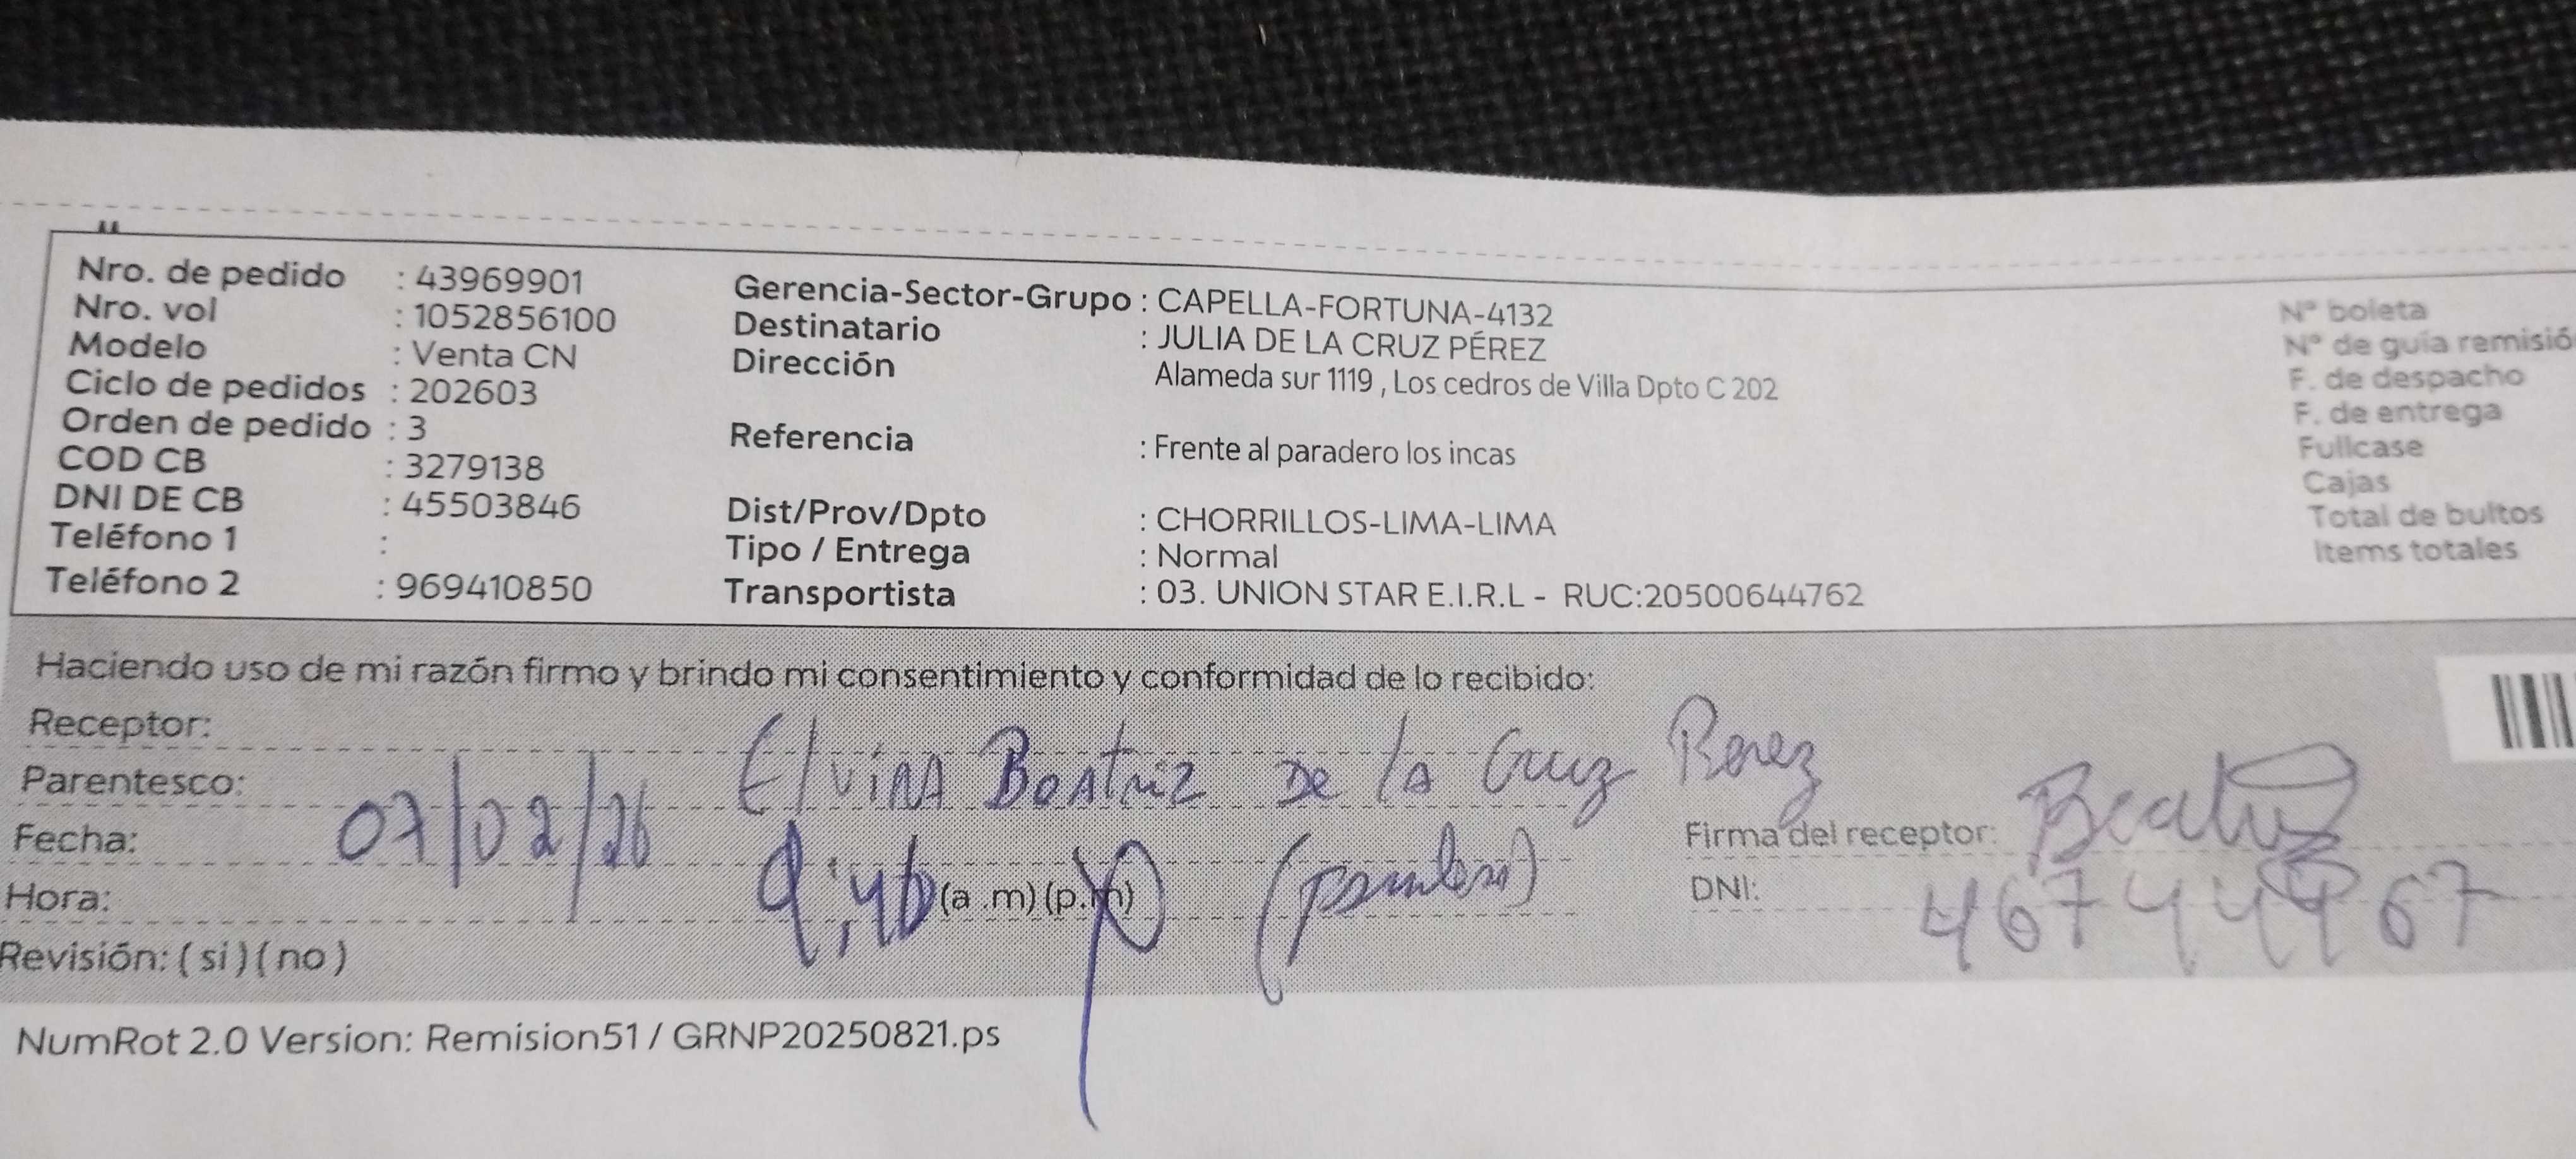 Nro. de pedido : 43969901
Nro. vol : 1052856100
Modelo : Venta CN
Ciclo de pedidos : 202603
Orden de pedido : 3
COD CB : 3279138
DNI DE CB : 45503846
Teléfono 1 :
Teléfono 2 : 969410850
Gerencia-Sector-Grupo : CAPELLA-FORTUNA-4132
Destinatario : JULIA DE LA CRUZ PÉREZ
Dirección Alameda sur 1119 , Los cedros de Villa Dpto C 202
Referencia : Frente al paradero los incas
Dist/Prov/Dpto : CHORRILLOS-LIMA-LIMA
Tipo / Entrega : Normal
Transportista : 03. UNION STAR E.I.R.L - RUC:20500644762
N° boleta
N° de guía remisió
F. de despacho
F. de entrega
Fullcase
Cajas
Total de bultos
Items totales
Haciendo uso de mi razón firmo y brindo mi consentimiento y conformidad de lo recibido:
Receptor: Elvira Beatriz De la Cruz Perez
Parentesco:
Fecha: 07/02/26
Hora: (a .m) (p.m)
Revisión: ( si ) ( no )
Firma del receptor: Beatriz
DNI:
NumRot 2.0 Version: Remision51 / GRNP20250821.ps